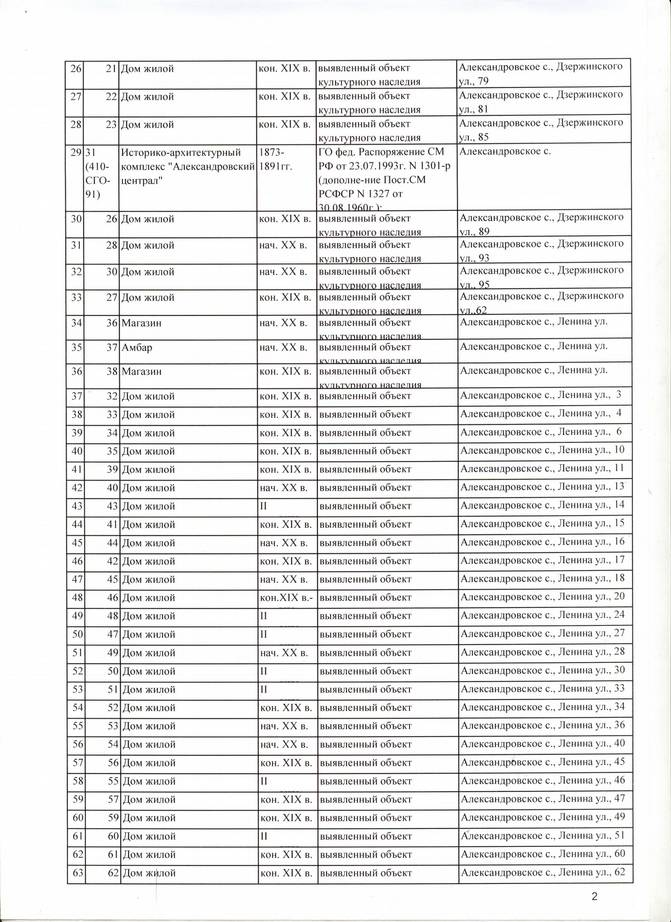 26 21 Дом жилой кон. XIX в. выявленный объект культурного наследия Александровское с., Дзержинского ул., 79
27 22 Дом жилой кон. XIX в. выявленный объект культурного наследия Александровское с., Дзержинского ул., 81
28 23 Дом жилой кон. XIX в. выявленный объект культурного наследия Александровское с., Дзержинского ул., 85
29 31 (410-СГО-91) Историко-архитектурный комплекс "Александровский централ" 1873-1891гг. ГО фед. Распоряжение СМ РФ от 23.07.1993г. N 1301-р (дополне-ние Пост.СМ РСФСР N 1327 от 30.08.1960г.); Александровское с.
30 26 Дом жилой кон. XIX в. выявленный объект культурного наследия Александровское с., Дзержинского ул., 89
31 28 Дом жилой нач. XX в. выявленный объект культурного наследия Александровское с., Дзержинского ул., 93
32 30 Дом жилой нач. XX в. выявленный объект культурного наследия Александровское с., Дзержинского ул., 95
33 27 Дом жилой кон. XIX в. выявленный объект культурного наследия Александровское с., Дзержинского ул.,62
34 36 Магазин нач. XX в. выявленный объект культурного наследия Александровское с., Ленина ул.
35 37 Амбар нач. XX в. выявленный объект культурного наследия Александровское с., Ленина ул.
36 38 Магазин кон. XIX в. выявленный объект культурного наследия Александровское с., Ленина ул.
37 32 Дом жилой кон. XIX в. выявленный объект Александровское с., Ленина ул., 3
38 33 Дом жилой кон. XIX в. выявленный объект Александровское с., Ленина ул., 4
39 34 Дом жилой кон. XIX в. выявленный объект Александровское с., Ленина ул., 6
40 35 Дом жилой кон. XIX в. выявленный объект Александровское с., Ленина ул., 10
41 39 Дом жилой кон. XIX в. выявленный объект Александровское с., Ленина ул., 11
42 40 Дом жилой нач. XX в. выявленный объект Александровское с., Ленина ул., 13
43 43 Дом жилой II выявленный объект Александровское с., Ленина ул., 14
44 41 Дом жилой кон. XIX в. выявленный объект Александровское с., Ленина ул., 15
45 44 Дом жилой нач. XX в. выявленный объект Александровское с., Ленина ул., 16
46 42 Дом жилой кон. XIX в. выявленный объект Александровское с., Ленина ул., 17
47 45 Дом жилой нач. XX в. выявленный объект Александровское с., Ленина ул., 18
48 46 Дом жилой кон.XIX в.- выявленный объект Александровское с., Ленина ул., 20
49 48 Дом жилой II выявленный объект Александровское с., Ленина ул., 24
50 47 Дом жилой II выявленный объект Александровское с., Ленина ул., 27
51 49 Дом жилой нач. XX в. выявленный объект Александровское с., Ленина ул., 28
52 50 Дом жилой II выявленный объект Александровское с., Ленина ул., 30
53 51 Дом жилой II выявленный объект Александровское с., Ленина ул., 33
54 52 Дом жилой кон. XIX в. выявленный объект Александровское с., Ленина ул., 34
55 53 Дом жилой нач. XX в. выявленный объект Александровское с., Ленина ул., 36
56 54 Дом жилой нач. XX в. выявленный объект Александровское с., Ленина ул., 40
57 56 Дом жилой кон. XIX в. выявленный объект Александровское с., Ленина ул., 45
58 55 Дом жилой II выявленный объект Александровское с., Ленина ул., 46
59 57 Дом жилой кон. XIX в. выявленный объект Александровское с., Ленина ул., 47
60 59 Дом жилой кон. XIX в. выявленный объект Александровское с., Ленина ул., 49
61 60 Дом жилой II выявленный объект Александровское с., Ленина ул., 51
62 61 Дом жилой кон. XIX в. выявленный объект Александровское с., Ленина ул., 60
63 62 Дом жилой кон. XIX в. выявленный объект Александровское с., Ленина ул., 62
2